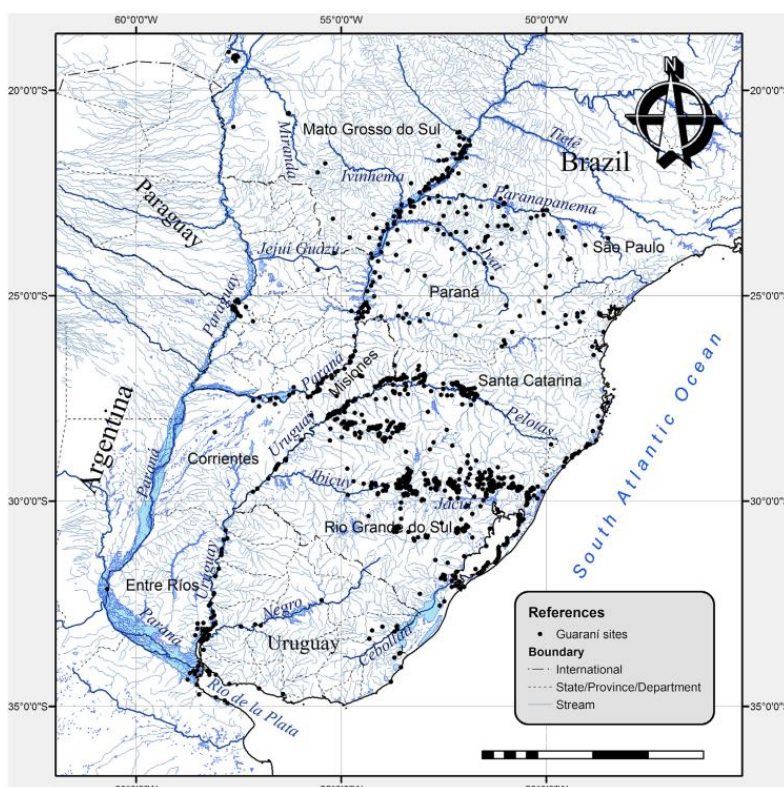 60°0'0"W 55°0'0"W 50°0'0"W
N
20°0'0"S
20°0'0"S
Mato Grosso do Sul
Miranda
Tietê
Brazil
Ivinhema
Paraguay
Paranapanema
São Paulo
Jejuí Guazú
Ivaí
Paraguay
Paraná
25°0'0"S
25°0'0"S
Misiones
Paraná
Santa Catarina
Pelotas
Argentina
Uruguay
Corrientes
Paraná
Ibicuy
Jacuí
30°0'0"S
30°0'0"S
Rio Grande do Sul
South Atlantic Ocean
Entre Ríos
Uruguay
Negro
Paraná
Uruguay
Cebollatí
Río de la Plata
35°0'0"S
35°0'0"S
References
Guaraní sites
Boundary
International
State/Province/Department
Stream